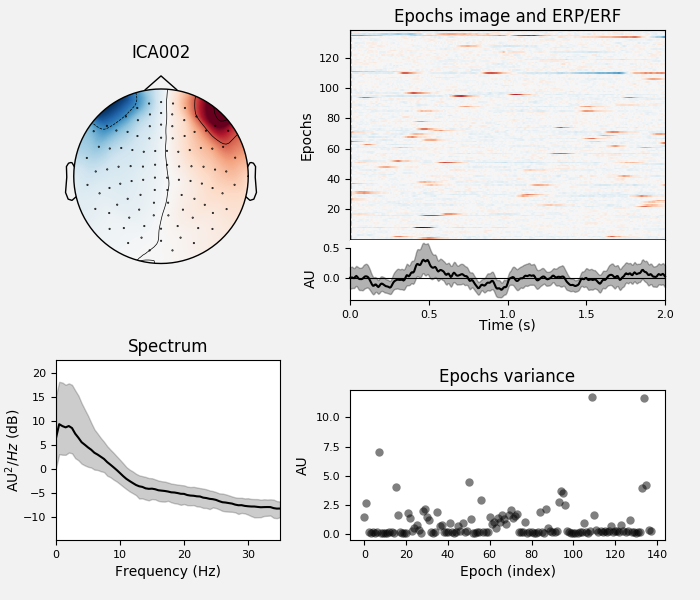 ICA002
Epochs image and ERP/ERF
120
100
80
60
40
20
Epochs
0.5
0.0
AU
0.0 0.5 1.0 1.5 2.0
Time (s)
Spectrum
20
15
10
5
0
−5
−10
AU²/Hz (dB)
0 10 20 30
Frequency (Hz)
Epochs variance
10.0
7.5
5.0
2.5
0.0
AU
0 20 40 60 80 100 120 140
Epoch (index)